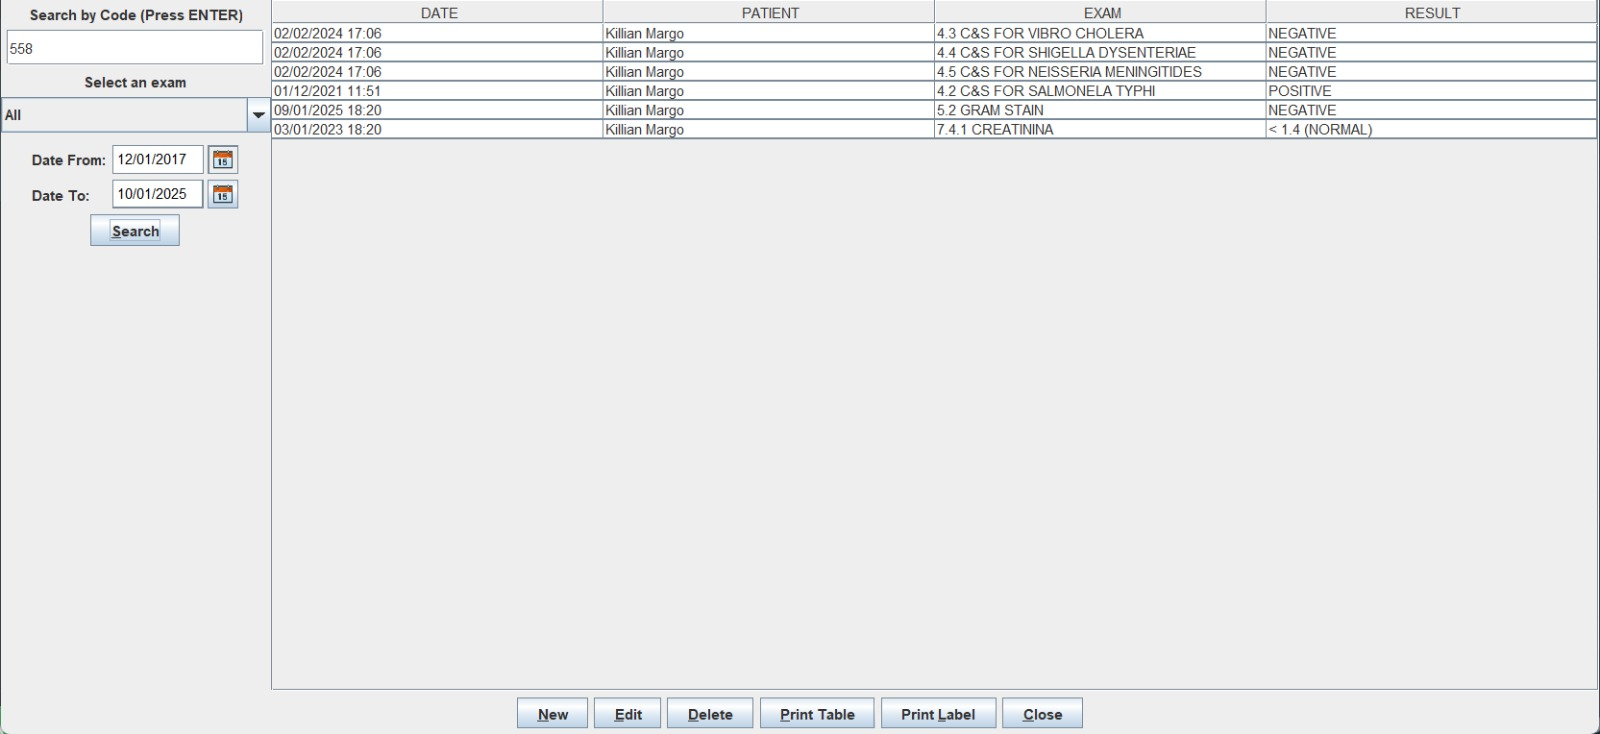 Search by Code (Press ENTER)
558
Select an exam
All
Date From: 12/01/2017 15
Date To: 10/01/2025 15
Search
DATE PATIENT EXAM RESULT
02/02/2024 17:06 Killian Margo 4.3 C&S FOR VIBRO CHOLERA NEGATIVE
02/02/2024 17:06 Killian Margo 4.4 C&S FOR SHIGELLA DYSENTERIAE NEGATIVE
02/02/2024 17:06 Killian Margo 4.5 C&S FOR NEISSERIA MENINGITIDES NEGATIVE
01/12/2021 11:51 Killian Margo 4.2 C&S FOR SALMONELA TYPHI POSITIVE
09/01/2025 18:20 Killian Margo 5.2 GRAM STAIN NEGATIVE
03/01/2023 18:20 Killian Margo 7.4.1 CREATININA < 1.4 (NORMAL)
New Edit Delete Print Table Print Label Close